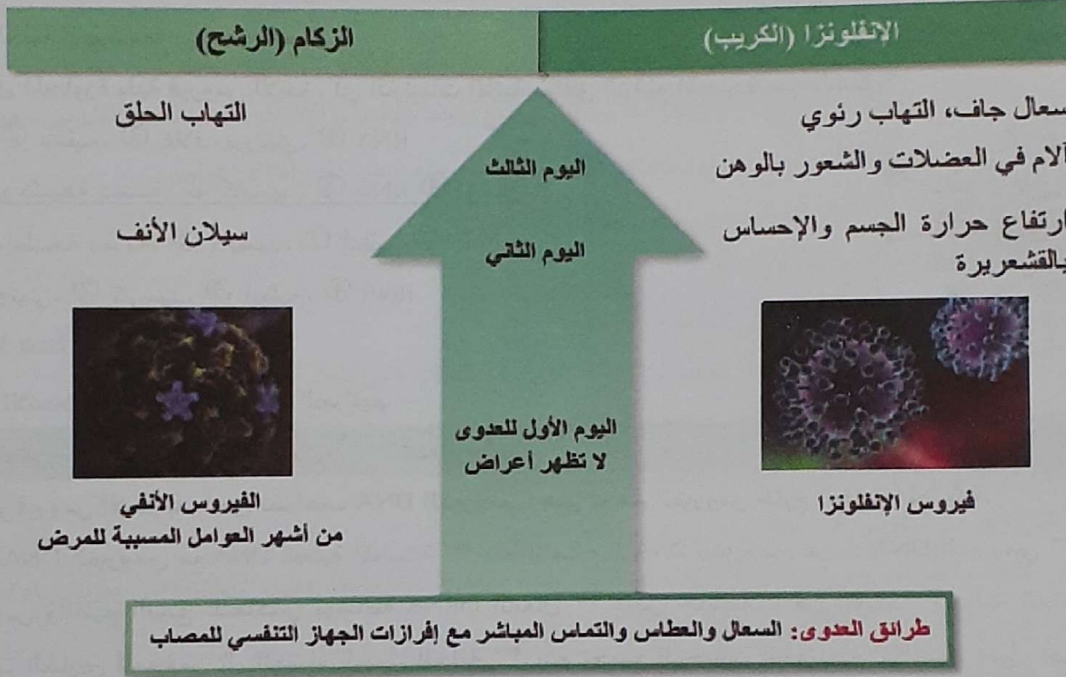 الإنفلونزا (الكريب)
الزكام (الرشح)
سعال جاف، التهاب رئوي
آلام في العضلات والشعور بالوهن
ارتفاع حرارة الجسم والإحساس
بالقشعريرة
فيروس الإنفلونزا
اليوم الثالث
اليوم الثاني
اليوم الأول للعدوى
لا تظهر أعراض
التهاب الحلق
سيلان الأنف
الفيروس الأنفي
من أشهر العوامل المسببة للمرض
طرائق العدوى: السعال والعطاس والتماس المباشر مع إفرازات الجهاز التنفسي للمصاب